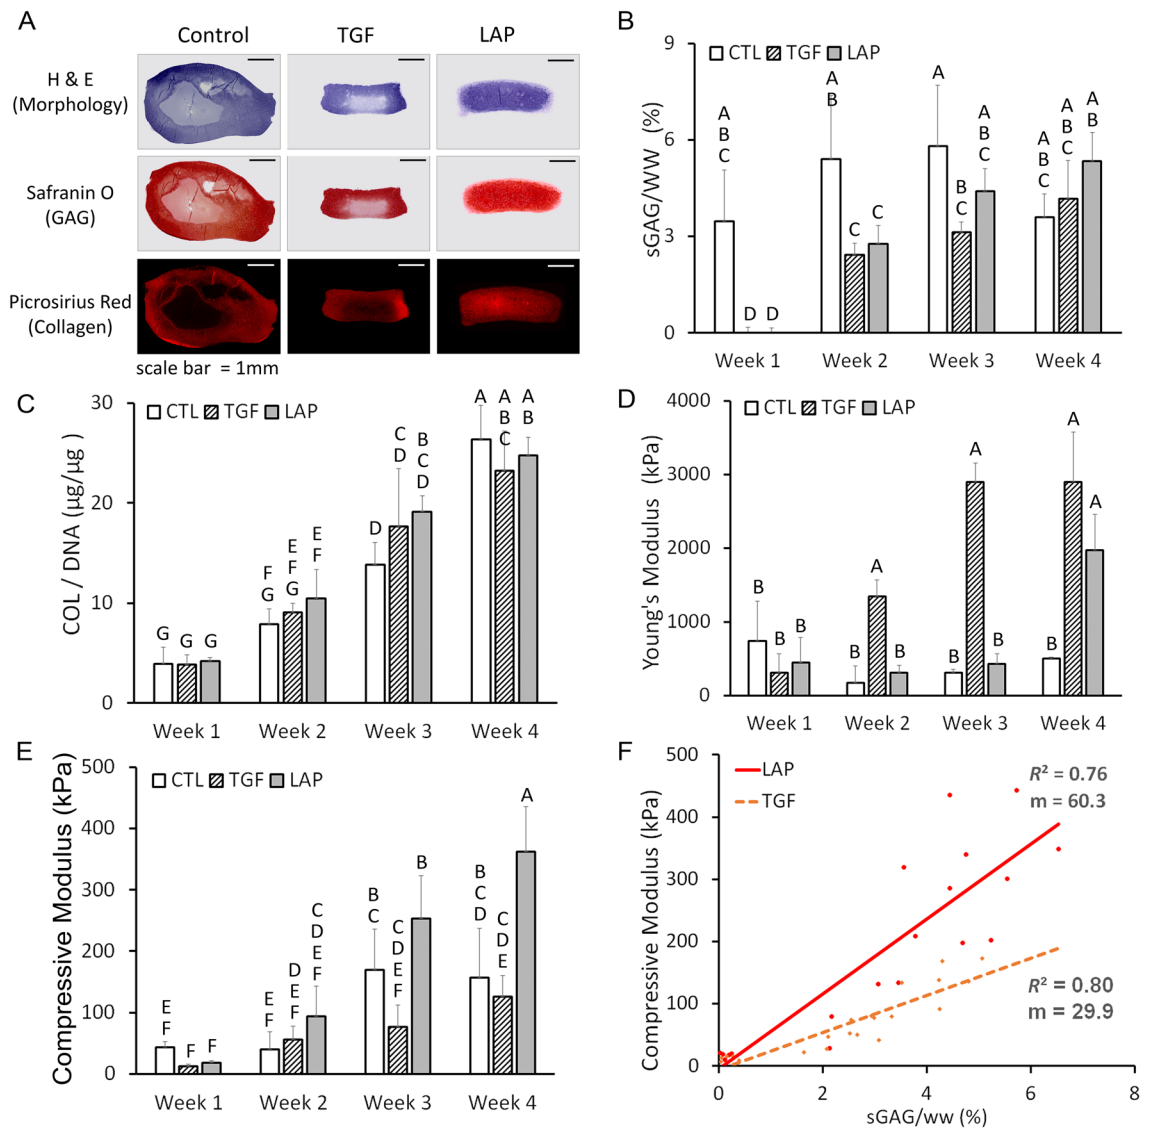 A
Control
TGF
LAP
H & E
(Morphology)
Safranin O
(GAG)
Picrosirius Red
(Collagen)
scale bar = 1mm
B
CTL TGF LAP
sGAG/WW (%)
9
6
3
0
A
B
C
D
D
A
B
C
C
A
B
C
A
B
C
A
B
C
A
B
C
A
B
Week 1
Week 2
Week 3
Week 4
C
CTL TGF LAP
COL / DNA (µg/µg )
30
20
10
0
G
G
G
F
G
E
F
G
E
F
D
C
D
B
C
D
A
A
B
C
A
B
Week 1
Week 2
Week 3
Week 4
D
CTL TGF LAP
Young's Modulus (kPa)
4000
3000
2000
1000
0
B
B
B
B
A
B
B
A
B
B
A
A
Week 1
Week 2
Week 3
Week 4
E
CTL TGF LAP
Compressive Modulus (kPa)
500
400
300
200
100
0
E
F
F
F
E
F
D
E
F
C
D
E
F
B
C
C
D
E
F
B
B
C
D
C
D
E
A
Week 1
Week 2
Week 3
Week 4
F
LAP
TGF
R² = 0.76
m = 60.3
R² = 0.80
m = 29.9
Compressive Modulus (kPa)
500
400
300
200
100
0
0
2
4
6
8
sGAG/ww (%)